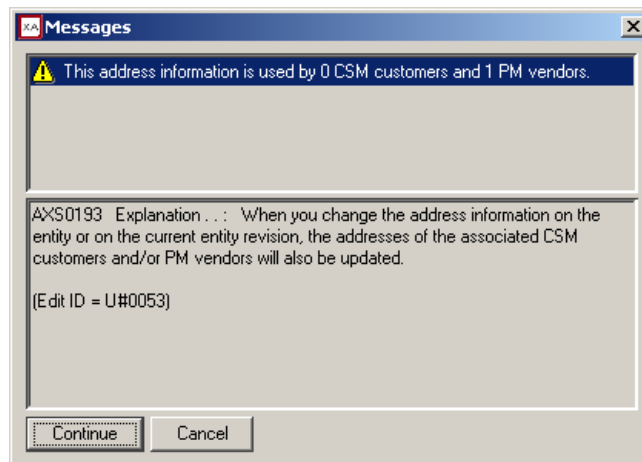 XA Messages
This address information is used by 0 CSM customers and 1 PM vendors.
AXS0193 Explanation . . : When you change the address information on the
entity or on the current entity revision, the addresses of the associated CSM
customers and/or PM vendors will also be updated.
(Edit ID = U#0053)
Continue Cancel